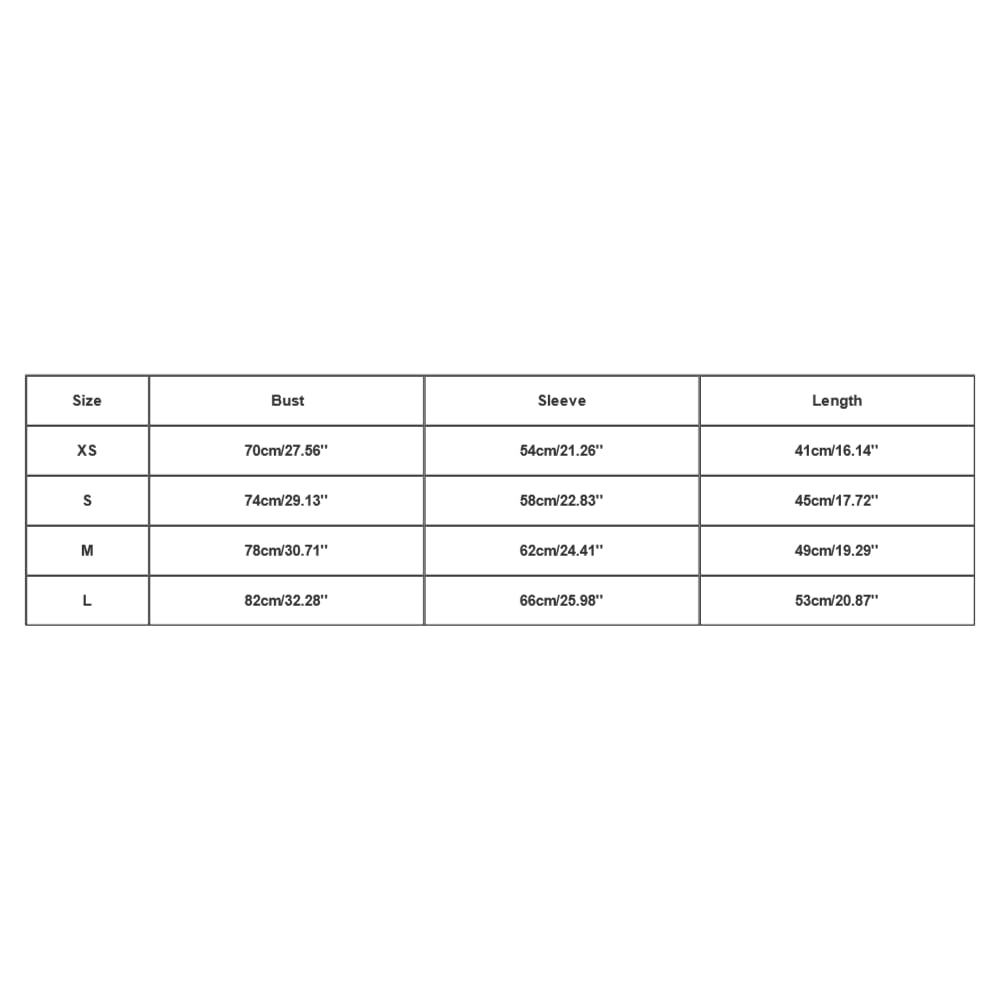 Size Bust Sleeve Length
XS 70cm/27.56'' 54cm/21.26'' 41cm/16.14''
S 74cm/29.13'' 58cm/22.83'' 45cm/17.72''
M 78cm/30.71'' 62cm/24.41'' 49cm/19.29''
L 82cm/32.28'' 66cm/25.98'' 53cm/20.87''